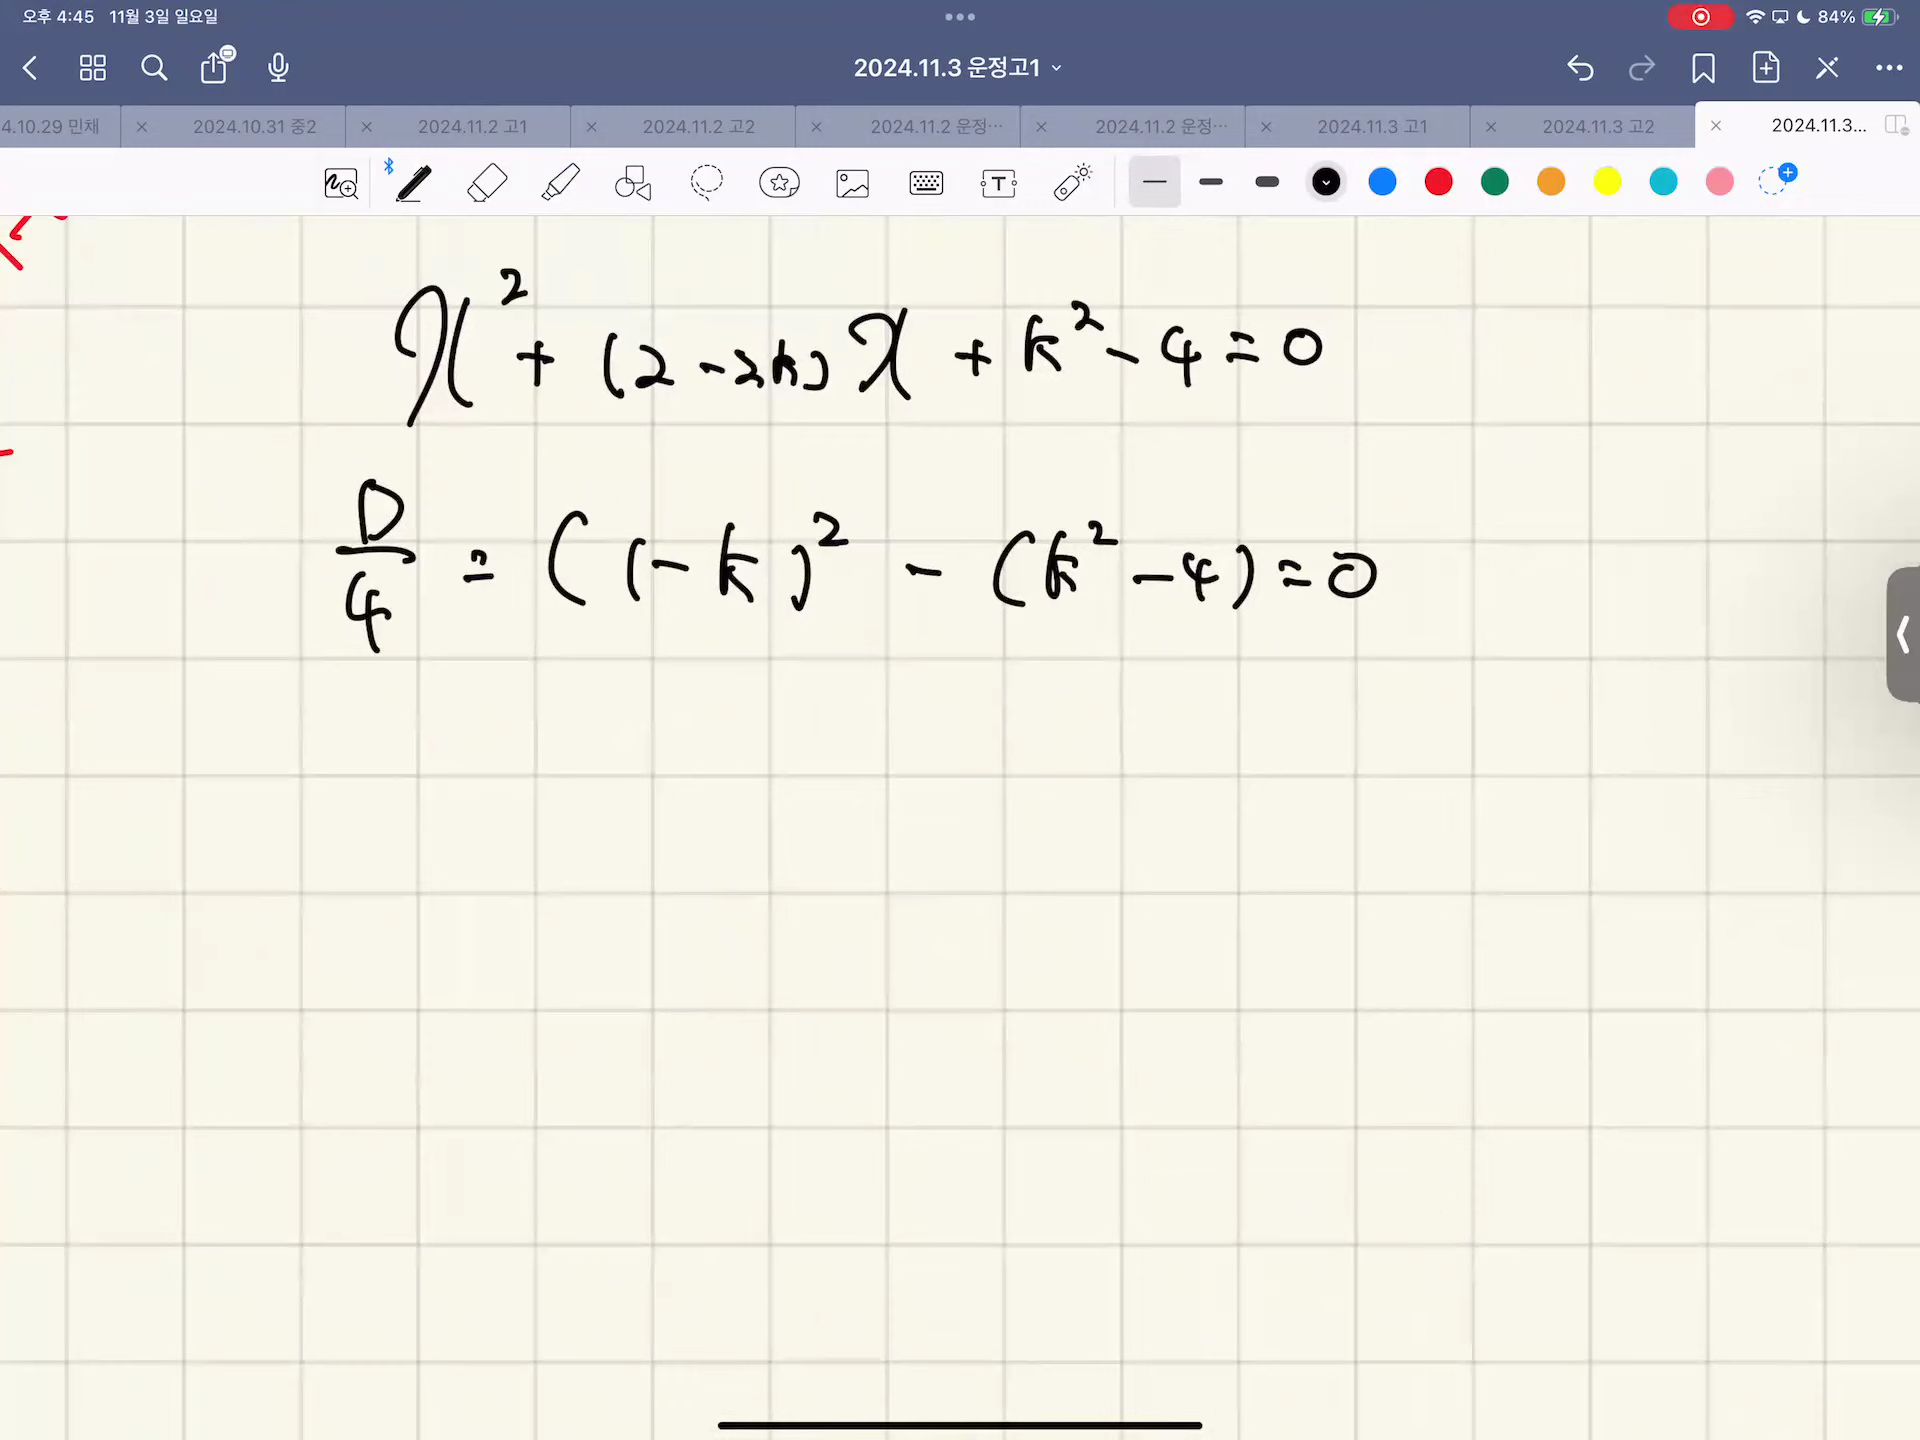 오후 4:45 11월 3일 일요일
84%
2024.11.3 운정고1
4.10.29 민채
2024.10.31 중2
2024.11.2 고1
2024.11.2 고2
2024.11.2 운정…
2024.11.2 운정…
2024.11.3 고1
2024.11.3 고2
2024.11.3...
T
x² + (2-2k)x + k² - 4 = 0
D/4 = (1-k)² - (k² - 4) = 0